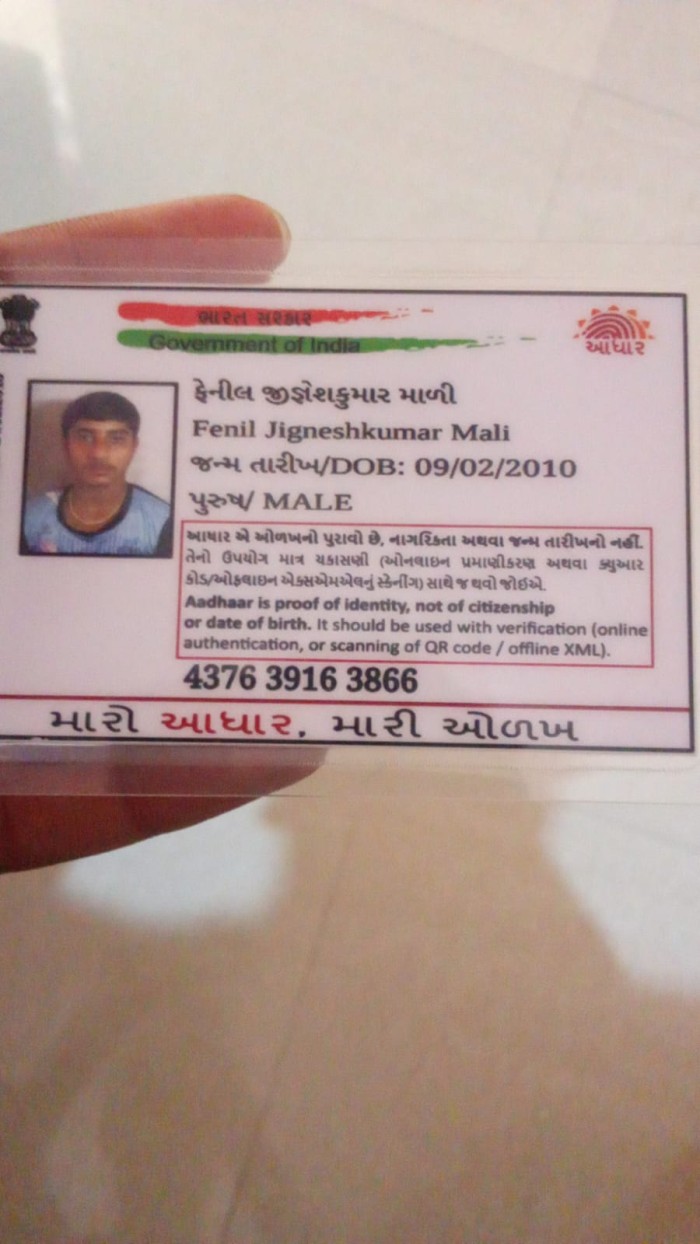 ભારત સરકાર
Government of India
આધાર
ફેનીલ જીજ્ઞેશકુમાર માળી
Fenil Jigneshkumar Mali
જન્મ તારીખ/DOB: 09/02/2010
પુરુષ/ MALE
આધાર એ ઓળખનો પુરાવો છે, નાગરિકતા અથવા જન્મ તારીખનો નહીં.
તેનો ઉપયોગ માત્ર ચકાસણી (ઓનલાઇન પ્રમાણીકરણ અથવા ક્યુઆર
કોડ/ઓફલાઇન એક્સએમએલનું સ્કેનીંગ) સાથે જ થવો જોઈએ.
Aadhaar is proof of identity, not of citizenship
or date of birth. It should be used with verification (online
authentication, or scanning of QR code / offline XML).
4376 3916 3866
મારો આધાર, મારી ઓળખ